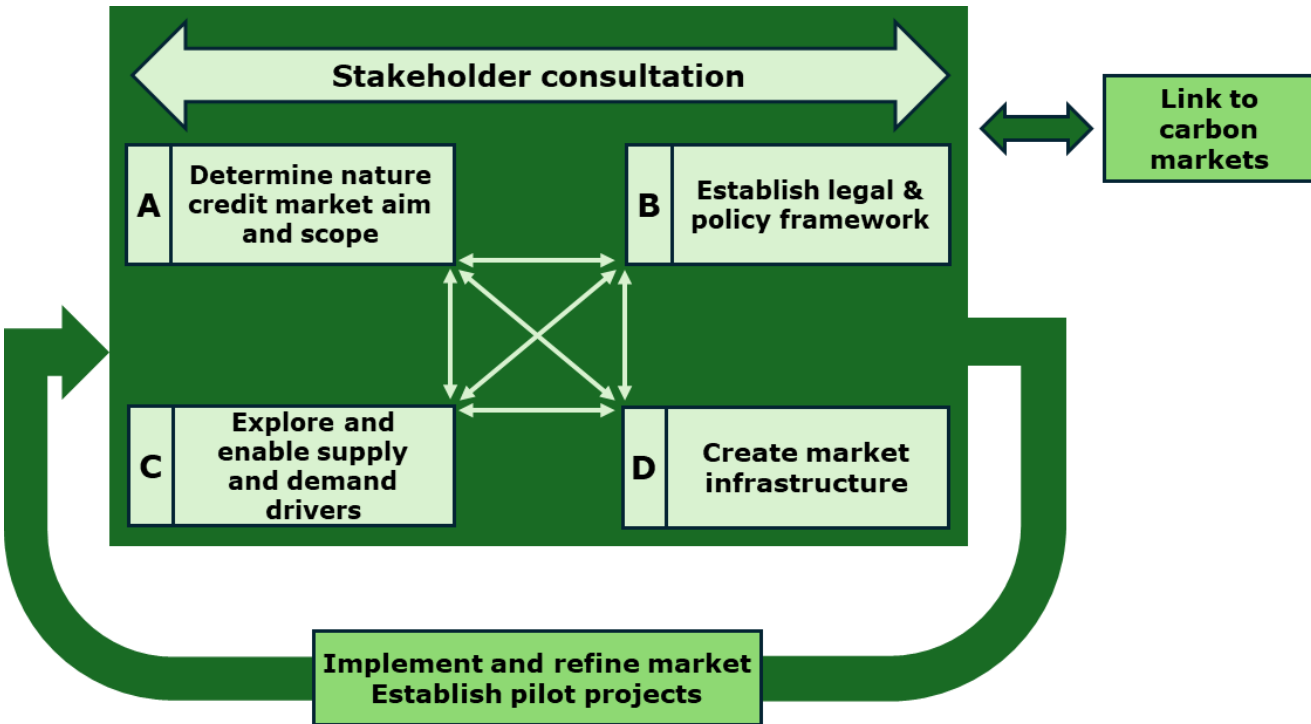 Stakeholder consultation
Link to
carbon
markets
A
Determine nature
credit market aim
and scope
B
Establish legal &
policy framework
C
Explore and
enable supply
and demand
drivers
D
Create market
infrastructure
Implement and refine market
Establish pilot projects